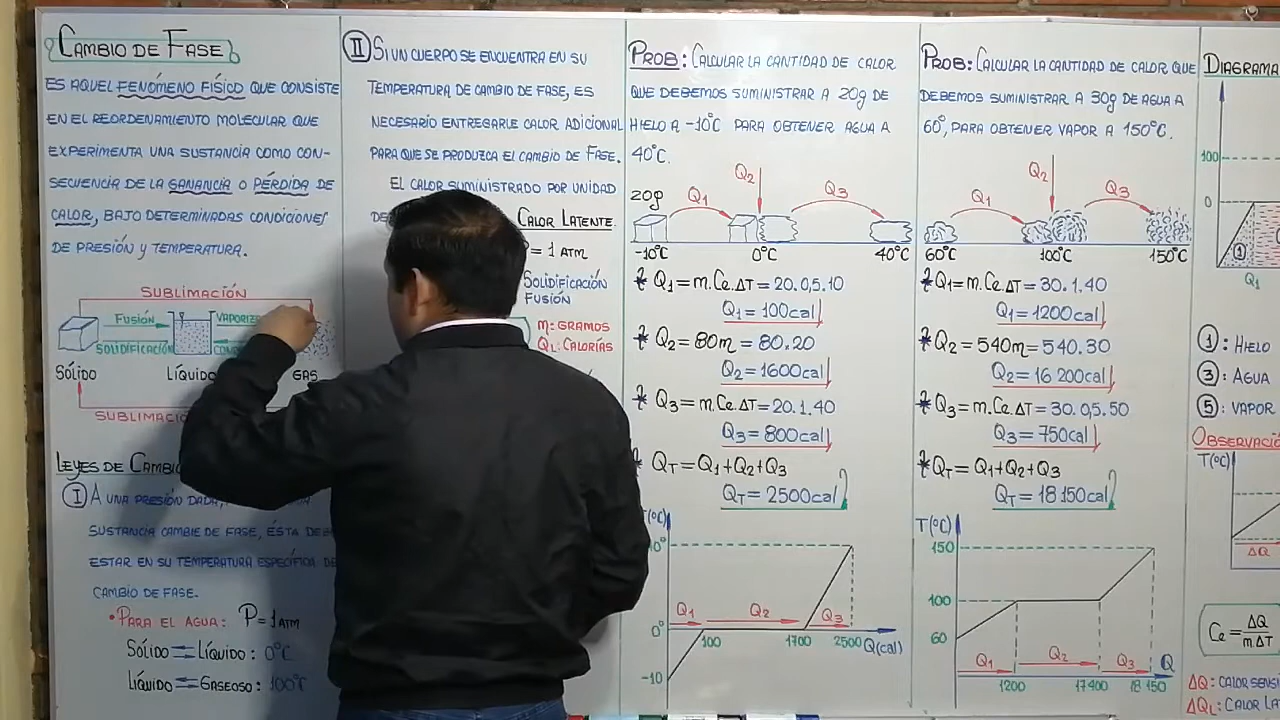 CAMBIO DE FASE
ES AQUEL FENÓMENO FÍSICO QUE CONSISTE
EN EL REORDENAMIENTO MOLECULAR QUE
EXPERIMENTA UNA SUSTANCIA COMO CON-
SECUENCIA DE LA GANANCIA O PÉRDIDA DE
CALOR, BAJO DETERMINADAS CONDICIONES
DE PRESIÓN Y TEMPERATURA.
SUBLIMACIÓN
FUSIÓN
SOLIDIFICACIÓN
SÓLIDO
LÍQUIDO
GAS
LEYES DE
I A UNA PRESIÓN DADA,
SUSTANCIA CAMBIE DE FASE, ÉSTA
ESTAR EN SU TEMPERATURA ESPECÍFICA DE
CAMBIO DE FASE.
• PARA EL AGUA: P = 1 ATM
SÓLIDO ⇌ LÍQUIDO: 0°C
LÍQUIDO ⇌ GASEOSO: 100°C
II SI UN CUERPO SE ENCUENTRA EN SU
TEMPERATURA DE CAMBIO DE FASE, ES
NECESARIO ENTREGARLE CALOR ADICIONAL
PARA QUE SE PRODUZCA EL CAMBIO DE FASE.
EL CALOR SUMINISTRADO POR UNIDAD
CALOR LATENTE.
= 1 ATM
SOLIDIFICACIÓN
FUSIÓN
m: GRAMOS
QL: CALORÍAS
PROB: CALCULAR LA CANTIDAD DE CALOR
QUE DEBEMOS SUMINISTRAR A 20g DE
HIELO A -10°C PARA OBTENER AGUA A
40°C.
20g Q1 Q2 Q3
-10°C 0°C 40°C
* Q1 = m.Ce.ΔT = 20.0,5.10
Q1 = 100cal
* Q2 = 80m = 80.20
Q2 = 1600cal
* Q3 = m.Ce.ΔT = 20.1.40
Q3 = 800cal
* QT = Q1+Q2+Q3
QT = 2500cal
T(°C)
Q1 Q2 Q3
0°
100 1700 2500 Q(cal)
-10
PROB: CALCULAR LA CANTIDAD DE CALOR QUE
DEBEMOS SUMINISTRAR A 30g DE AGUA A
60°, PARA OBTENER VAPOR A 150°C.
Q1 Q2 Q3
60°C 100°C 150°C
* Q1 = m.Ce.ΔT = 30.1.40
Q1 = 1200cal
* Q2 = 540m = 540.30
Q2 = 16 200cal
* Q3 = m.Ce.ΔT = 30.0,5.50
Q3 = 750cal
* QT = Q1+Q2+Q3
QT = 18 150cal
T(°C)
150
100
60
Q1 Q2 Q3 Q
1200 17400 18 150
DIAGRAMA
100
0
1
Q1
1: HIELO
3: AGUA
5: VAPOR
T(°C)
ΔQ
Ce = ΔQ/m.ΔT
ΔQ: CALOR
ΔQL: CALOR